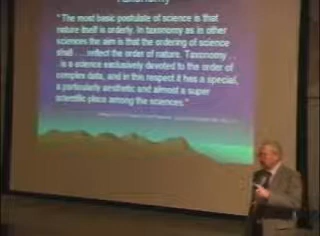 Taxonomy
"The most basic postulate of science is that
nature itself is orderly. In taxonomy as in other
sciences the aim is that the ordering of science
shall . . . reflect the order of nature. Taxonomy . .
is a science exclusively devoted to the order of
complex data, and in this respect it has a special,
a particularly aesthetic and almost a super
scientific place among the sciences."